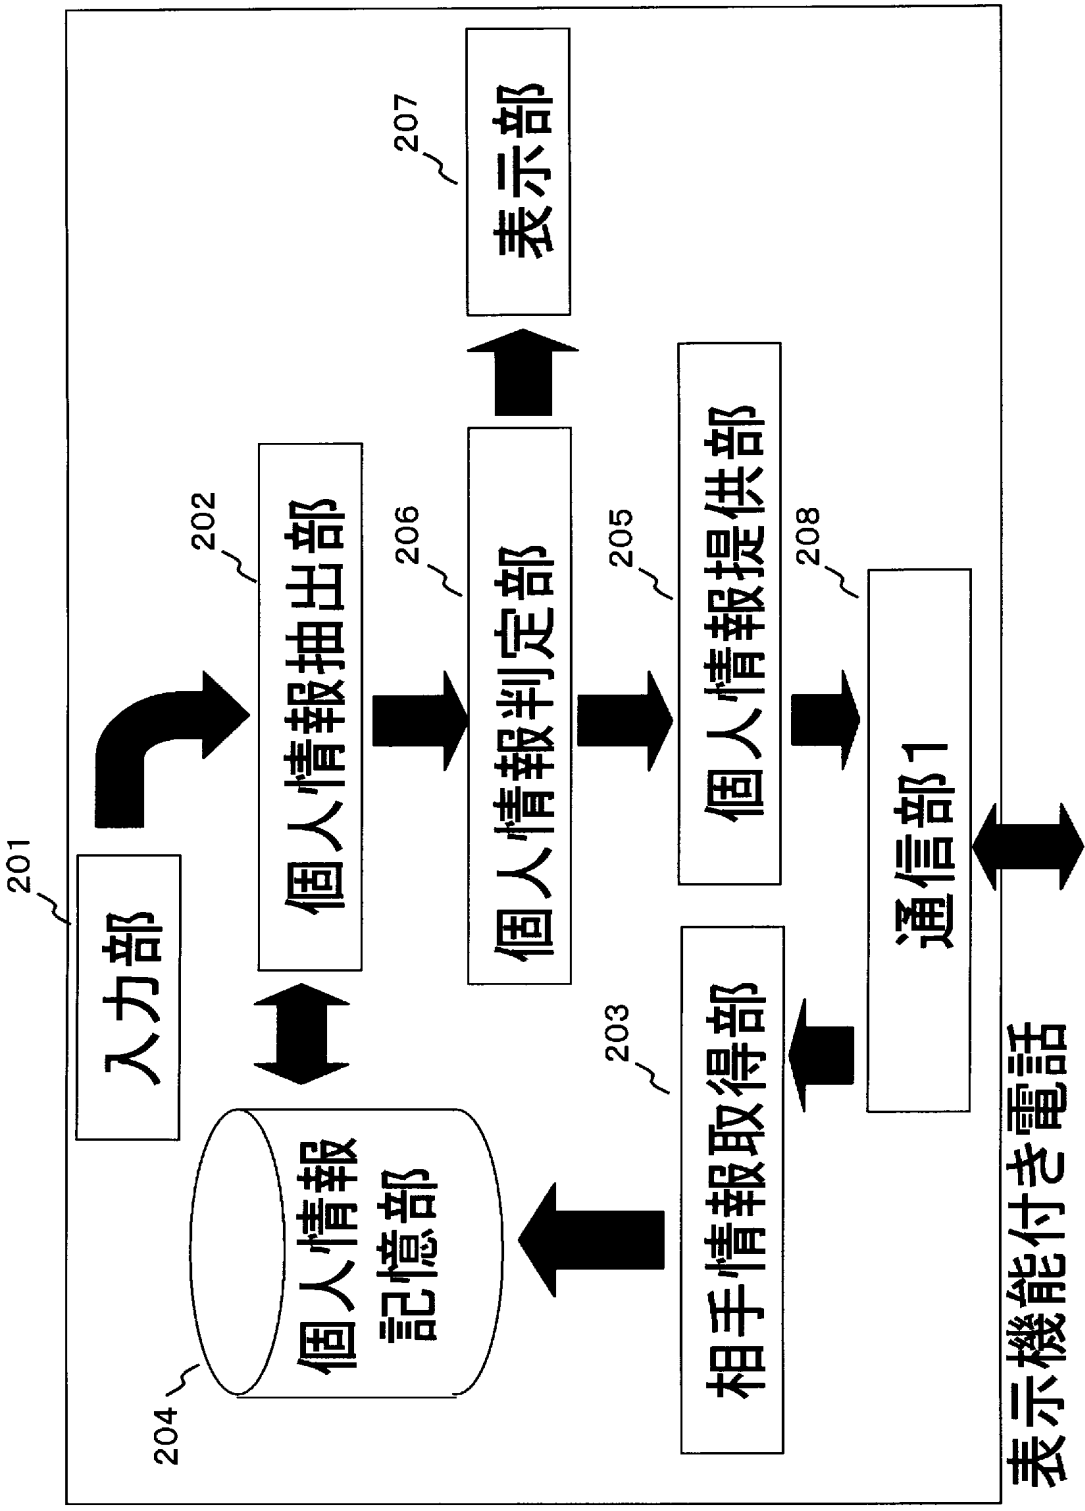 201
入力部
202
個人情報抽出部
204
個人情報
記憶部
206
個人情報判定部
207
表示部
203
相手情報取得部
205
個人情報提供部
208
通信部1
表示機能付き電話